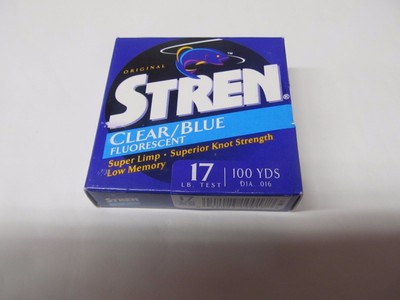 ORIGINAL
STREN®
CLEAR/BLUE
FLUORESCENT
Super Limp • Superior Knot Strength
Low Memory
17 100 YDS
LB. TEST DIA .016
STREN